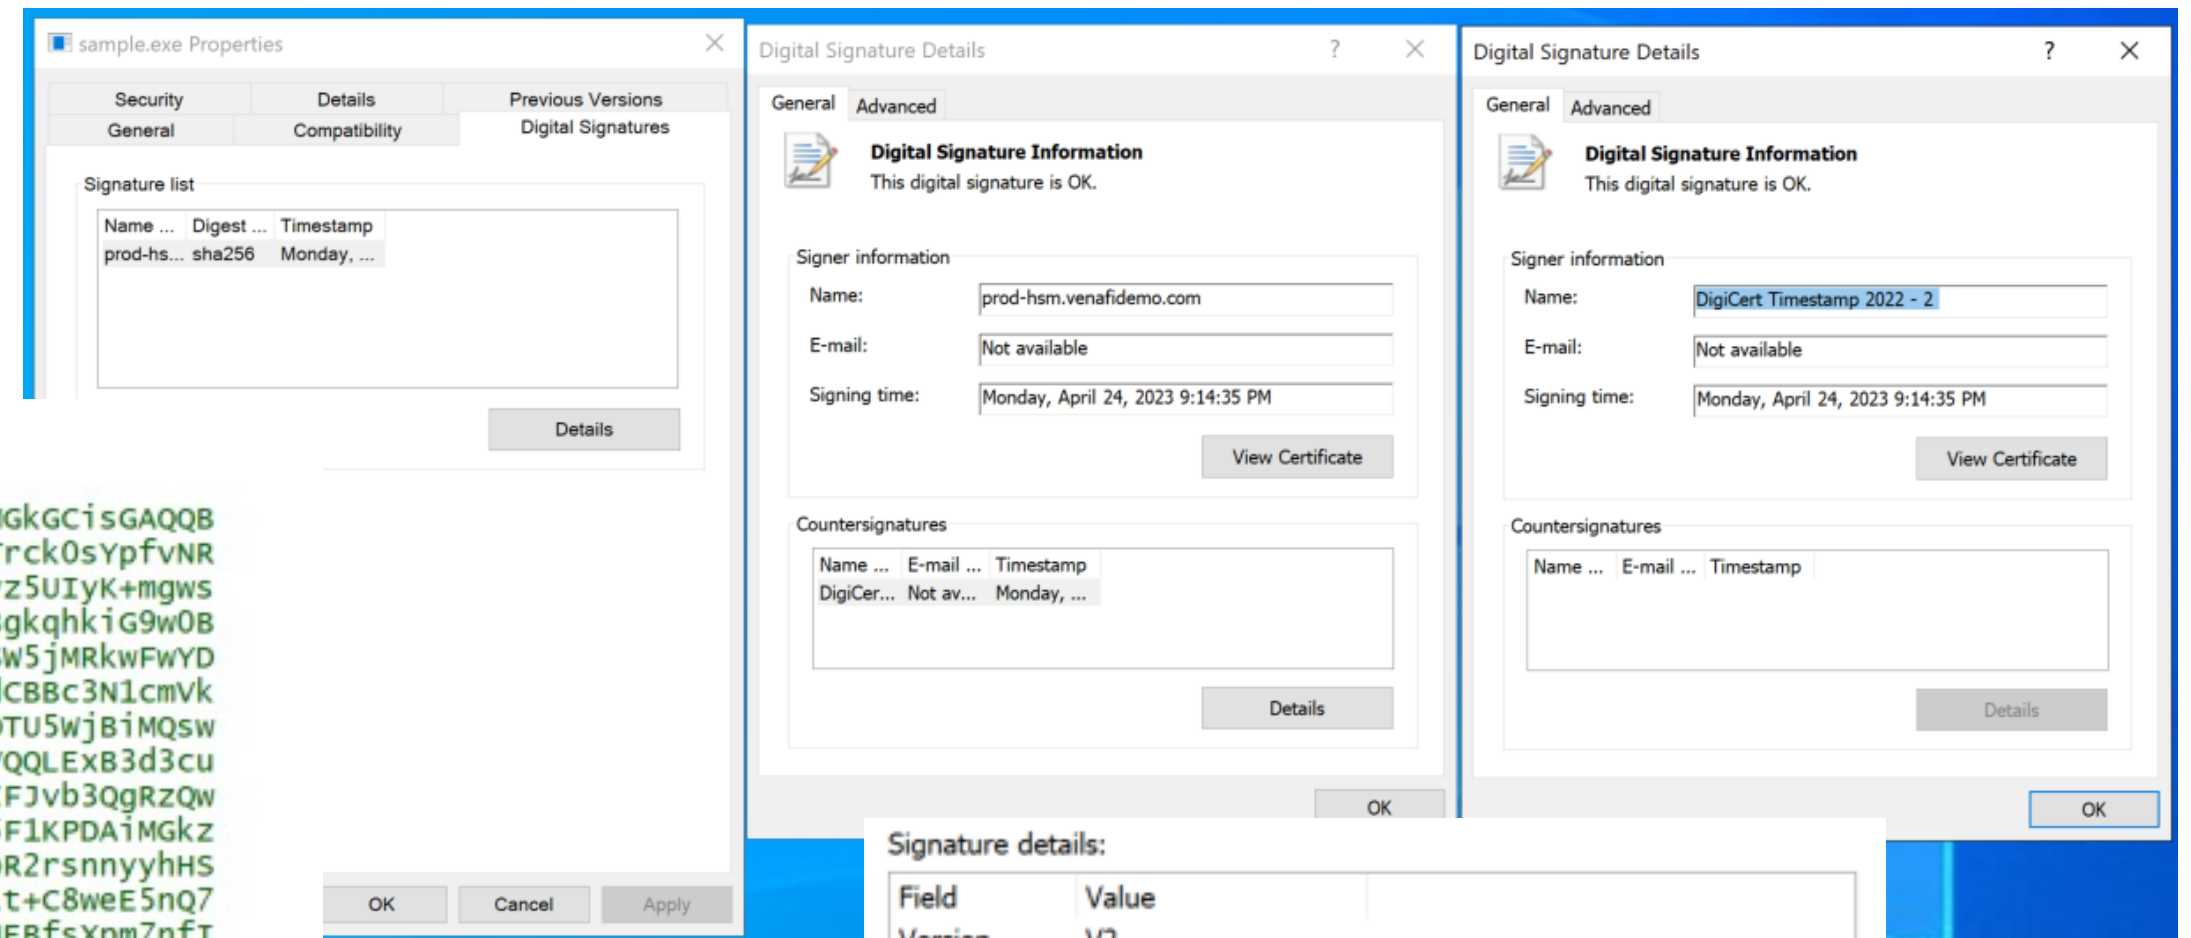 sample.exe Properties
Security Details Previous Versions
General Compatibility Digital Signatures
Signature list
Name ... Digest ... Timestamp
prod-hs... sha256 Monday, ...
Details
GkGCisGAQQB
rckOsYpfvNR
z5UIyK+mgws
gkqhkiG9w0B
W5jMRkwFwYD
CBBc3N1cmVk
TU5WjBiMQsw
QQLExB3d3cu
FJvb3QgRzQw
F1KPDAiMGkz
R2rsnnyyhHS
t+C8weE5nQ7
OK Cancel Apply
Digital Signature Details ?
General Advanced
Digital Signature Information
This digital signature is OK.
Signer information
Name: prod-hsm.venafidemo.com
E-mail: Not available
Signing time: Monday, April 24, 2023 9:14:35 PM
View Certificate
Countersignatures
Name ... E-mail ... Timestamp
DigiCer... Not av... Monday, ...
Details
OK
Digital Signature Details ?
General Advanced
Digital Signature Information
This digital signature is OK.
Signer information
Name: DigiCert Timestamp 2022 - 2
E-mail: Not available
Signing time: Monday, April 24, 2023 9:14:35 PM
View Certificate
Countersignatures
Name ... E-mail ... Timestamp
Details
OK
Signature details:
Field Value
Version V2